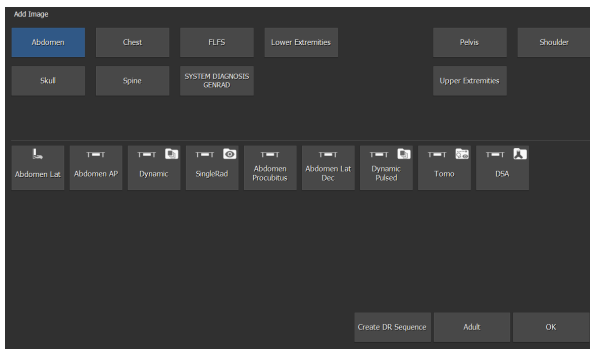 Add Image
Abdomen
Chest
FLFS
Lower Extremities
Pelvis
Shoulder
Skull
Spine
SYSTEM DIAGNOSIS
GENRAD
Upper Extremities
Abdomen Lat
Abdomen AP
Dynamic
SingleRad
Abdomen
Procubitus
Abdomen Lat
Dec
Dynamic
Pulsed
Tomo
DSA
Create DR Sequence
Adult
OK